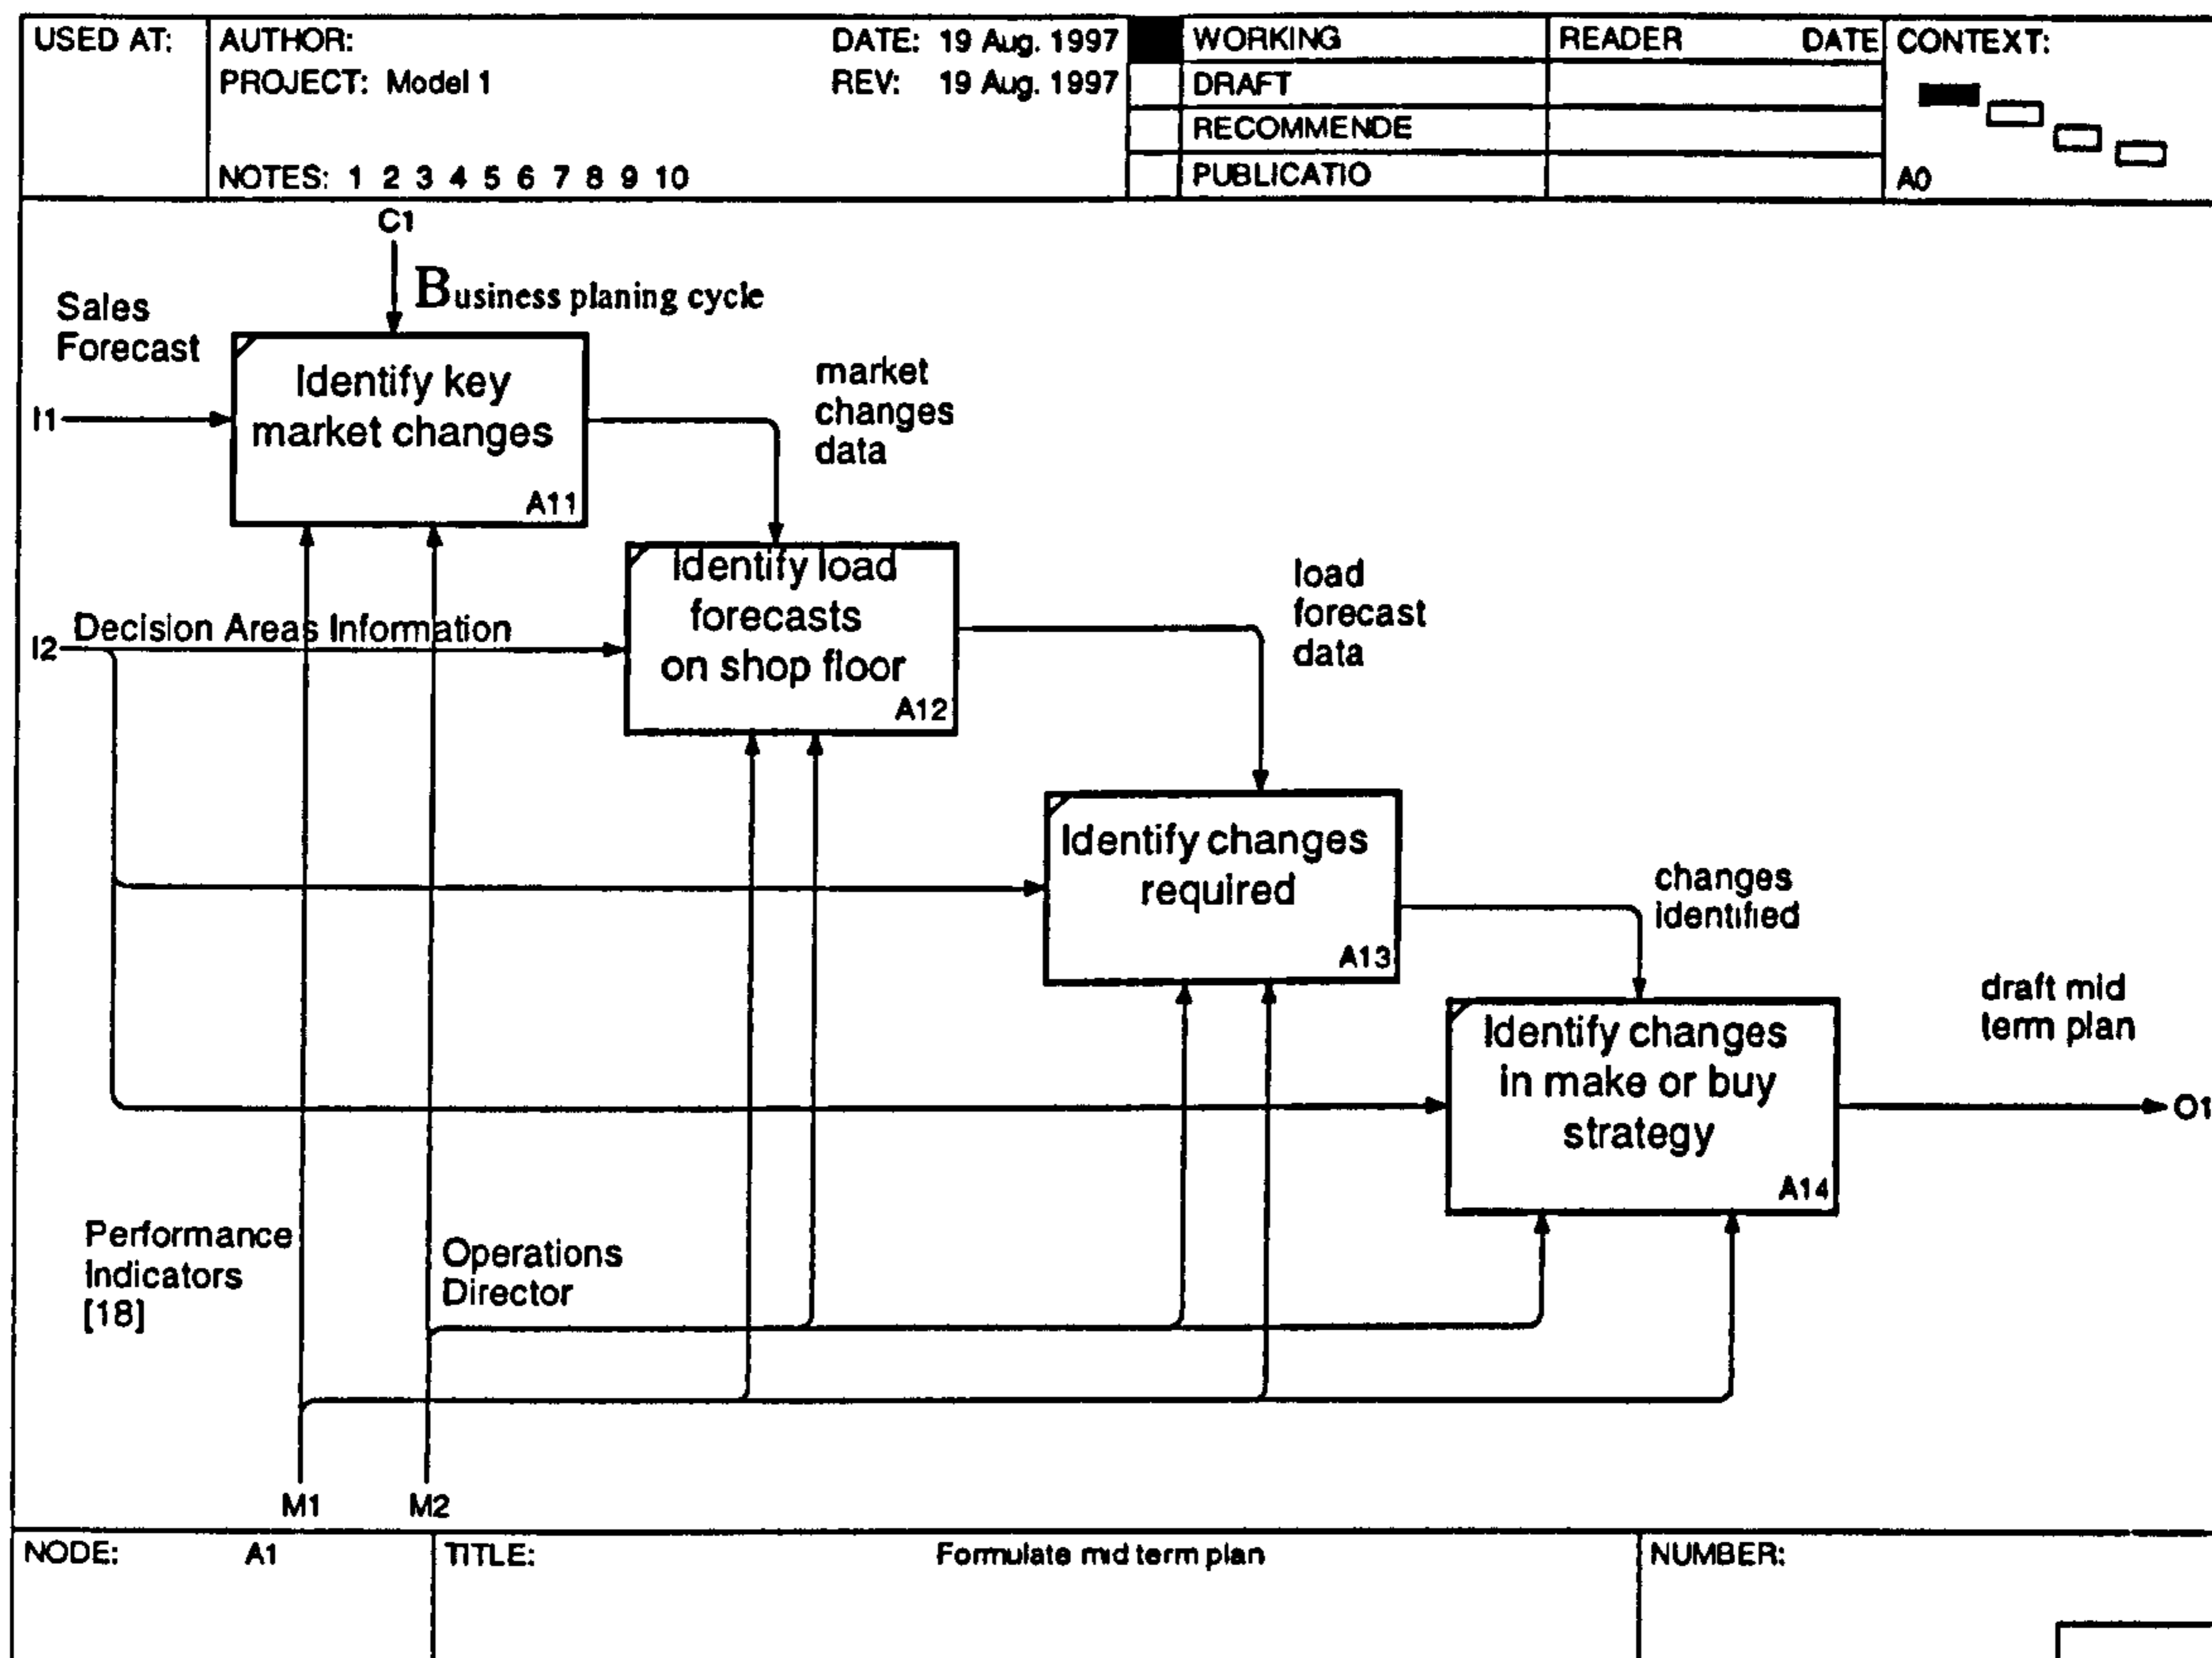 USED AT:
AUTHOR:
DATE: 19 Aug. 1997
PROJECT: Model 1
REV: 19 Aug. 1997
NOTES: 1 2 3 4 5 6 7 8 9 10
WORKING
DRAFT
RECOMMENDE
PUBLICATIO
READER DATE
CONTEXT:
A0
C1
Business planing cycle
Sales
Forecast
I1
Identify key
market changes
A11
market
changes
data
I2
Decision Areas Information
Identify load
forecasts
on shop floor
A12
load
forecast
data
Identify changes
required
A13
changes
identified
Identify changes
in make or buy
strategy
A14
draft mid
term plan
O1
Performance
Indicators
[18]
Operations
Director
M1
M2
NODE: A1
TITLE: Formulate mid term plan
NUMBER: